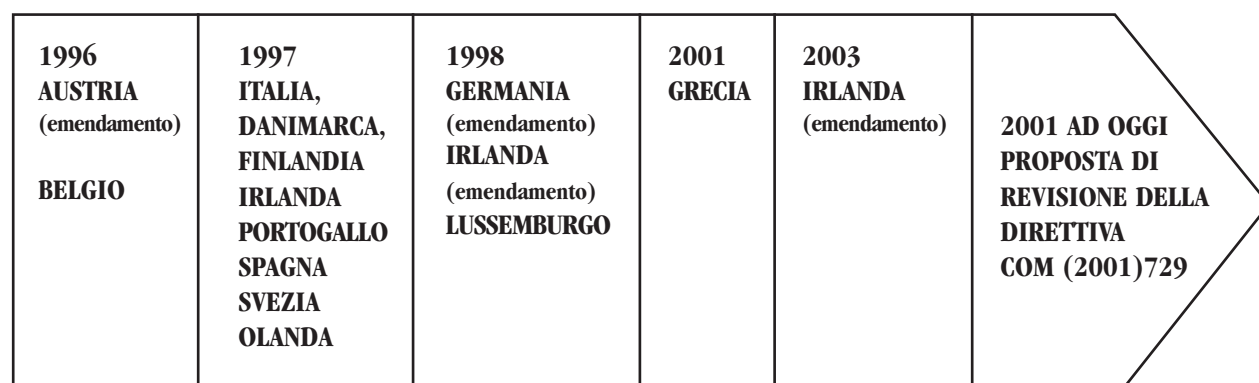 1996
AUSTRIA
(emendamento)
BELGIO
1997
ITALIA,
DANIMARCA,
FINLANDIA
IRLANDA
PORTOGALLO
SPAGNA
SVEZIA
OLANDA
1998
GERMANIA
(emendamento)
IRLANDA
(emendamento)
LUSSEMBURGO
2001
GRECIA
2003
IRLANDA
(emendamento)
2001 AD OGGI
PROPOSTA DI
REVISIONE DELLA
DIRETTIVA
COM (2001)729